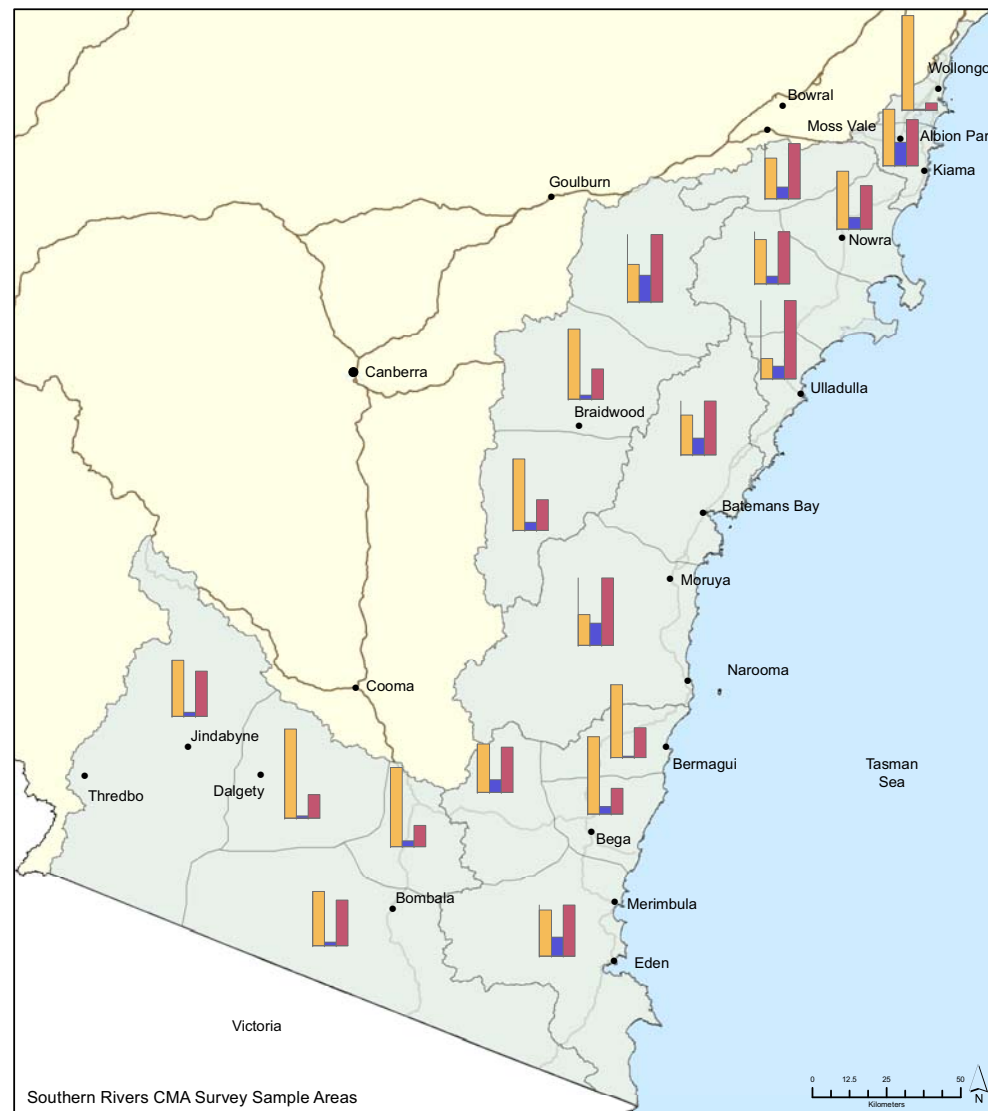 Wollongo
Bowral
Moss Vale
Albion Par
Kiama
Goulburn
Nowra
Canberra
Ulladulla
Braidwood
Batemans Bay
Moruya
Narooma
Cooma
Jindabyne
Bermagui
Tasman
Sea
Thredbo
Dalgety
Bega
Bombala
Merimbula
Eden
Victoria
Southern Rivers CMA Survey Sample Areas
0 12.5 25 50
Kilometers
N